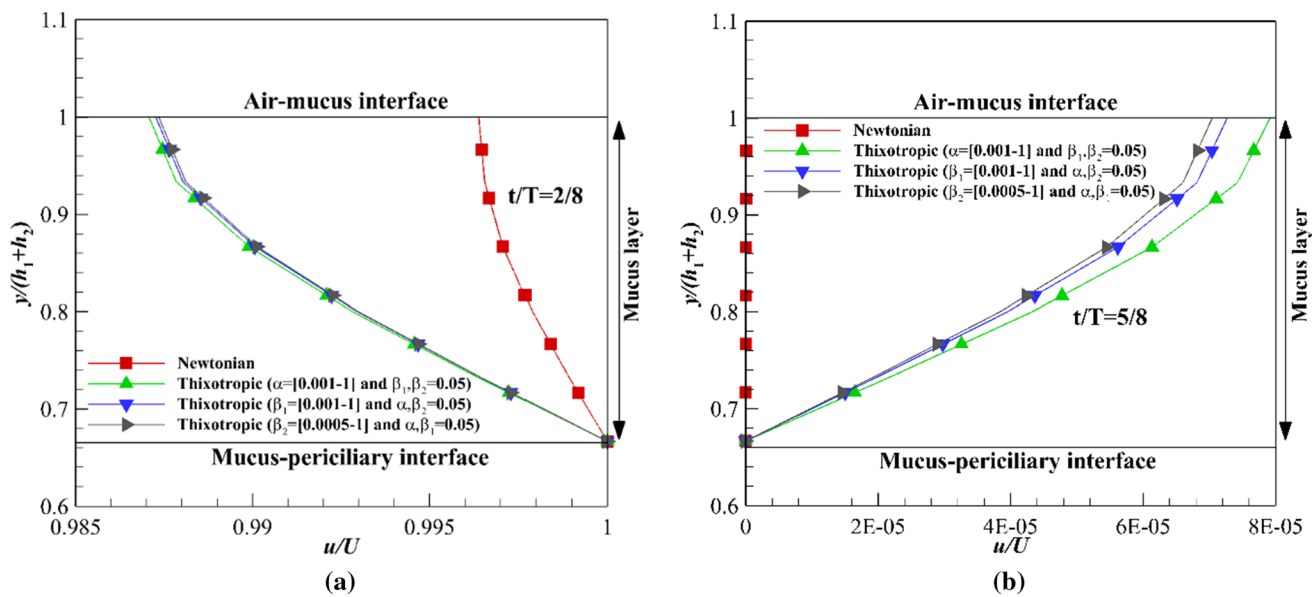 1.1
Air-mucus interface
1
t/T=2/8
0.9
y/(h₁+h₂)
Mucus layer
0.8
Newtonian
Thixotropic (α=[0.001-1] and β₁,β₂=0.05)
Thixotropic (β₁=[0.001-1] and α,β₂=0.05)
Thixotropic (β₂=[0.0005-1] and α,β₁=0.05)
0.7
Mucus-periciliary interface
0.6
0.985
0.99
0.995
1
u/U
(a)
1.1
Air-mucus interface
1
Newtonian
Thixotropic (α=[0.001-1] and β₁,β₂=0.05)
Thixotropic (β₁=[0.001-1] and α,β₂=0.05)
Thixotropic (β₂=[0.0005-1] and α,β₁=0.05)
0.9
y/(h₁+h₂)
Mucus layer
0.8
t/T=5/8
0.7
Mucus-periciliary interface
0.6
0
2E-05
4E-05
6E-05
8E-05
u/U
(b)